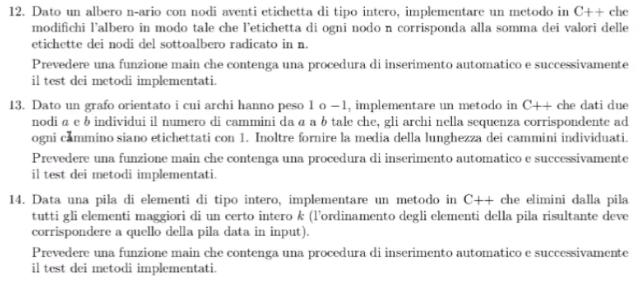 12. Dato un albero n-ario con nodi aventi etichetta di tipo intero, implementare un metodo in C++ che
modifichi l'albero in modo tale che l'etichetta di ogni nodo n corrisponda alla somma dei valori delle
etichette dei nodi del sottoalbero radicato in n.
Prevedere una funzione main che contenga una procedura di inserimento automatico e successivamente
il test dei metodi implementati.
13. Dato un grafo orientato i cui archi hanno peso 1 o −1, implementare un metodo in C++ che dati due
nodi a e b individui il numero di cammini da a a b tale che, gli archi nella sequenza corrispondente ad
ogni cammino siano etichettati con 1. Inoltre fornire la media della lunghezza dei cammini individuati.
Prevedere una funzione main che contenga una procedura di inserimento automatico e successivamente
il test dei metodi implementati.
14. Data una pila di elementi di tipo intero, implementare un metodo in C++ che elimini dalla pila
tutti gli elementi maggiori di un certo intero k (l'ordinamento degli elementi della pila risultante deve
corrispondere a quello della pila data in input).
Prevedere una funzione main che contenga una procedura di inserimento automatico e successivamente
il test dei metodi implementati.